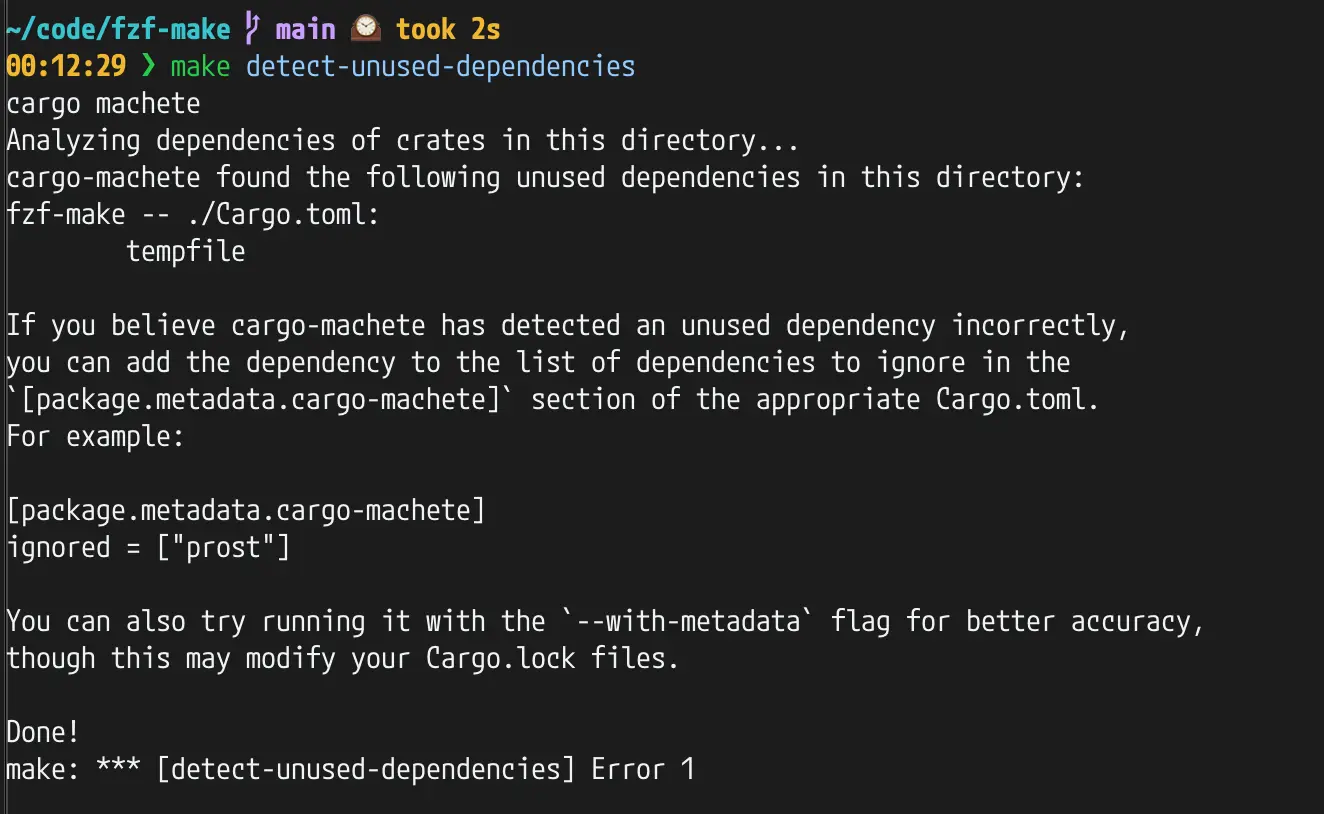 ~/code/fzf-make main 🕰️ took 2s
00:12:29 ❯ make detect-unused-dependencies
cargo machete
Analyzing dependencies of crates in this directory...
cargo-machete found the following unused dependencies in this directory:
fzf-make -- ./Cargo.toml:
        tempfile

If you believe cargo-machete has detected an unused dependency incorrectly,
you can add the dependency to the list of dependencies to ignore in the
`[package.metadata.cargo-machete]` section of the appropriate Cargo.toml.
For example:

[package.metadata.cargo-machete]
ignored = ["prost"]

You can also try running it with the `--with-metadata` flag for better accuracy,
though this may modify your Cargo.lock files.

Done!
make: *** [detect-unused-dependencies] Error 1